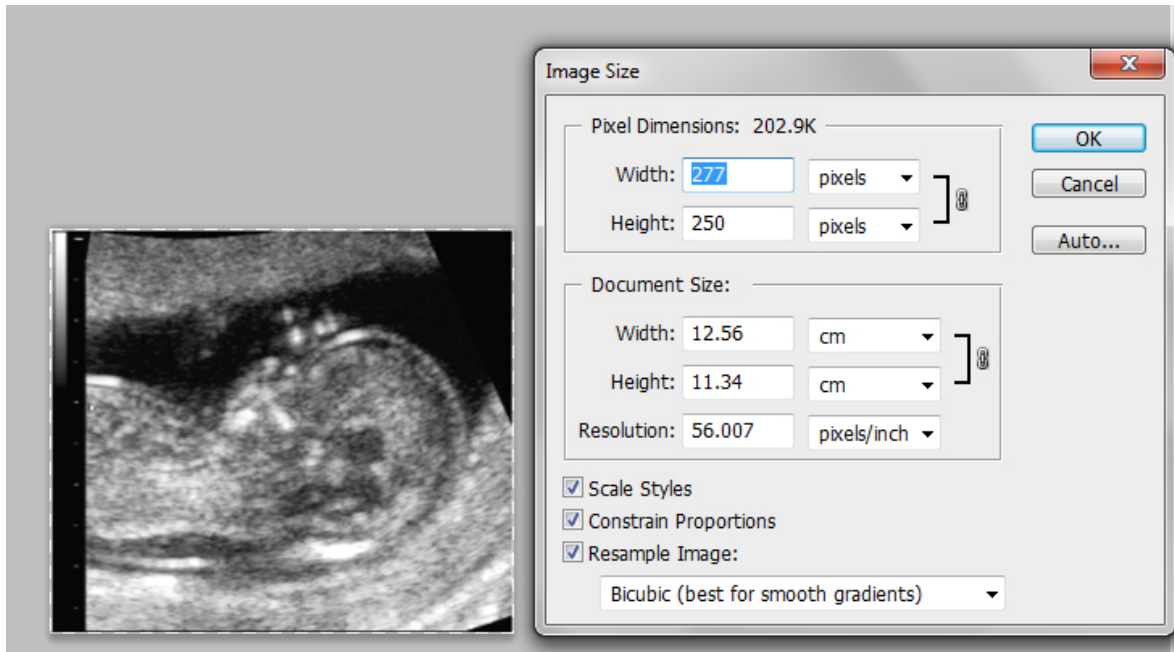 Image Size
Pixel Dimensions: 202.9K
Width: 277 pixels
Height: 250 pixels
OK
Cancel
Auto...
Document Size:
Width: 12.56 cm
Height: 11.34 cm
Resolution: 56.007 pixels/inch
Scale Styles
Constrain Proportions
Resample Image:
Bicubic (best for smooth gradients)